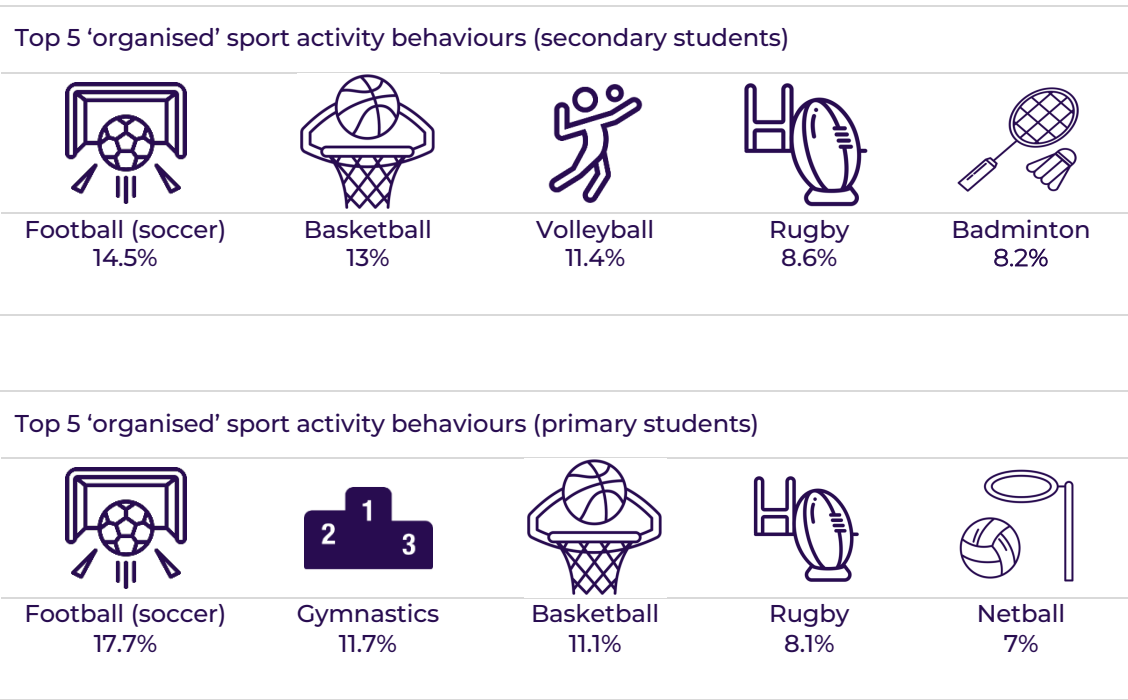 Top 5 ‘organised’ sport activity behaviours (secondary students)
Football (soccer)
14.5%
Basketball
13%
Volleyball
11.4%
Rugby
8.6%
Badminton
8.2%
Top 5 ‘organised’ sport activity behaviours (primary students)
1
2
3
Football (soccer)
17.7%
Gymnastics
11.7%
Basketball
11.1%
Rugby
8.1%
Netball
7%